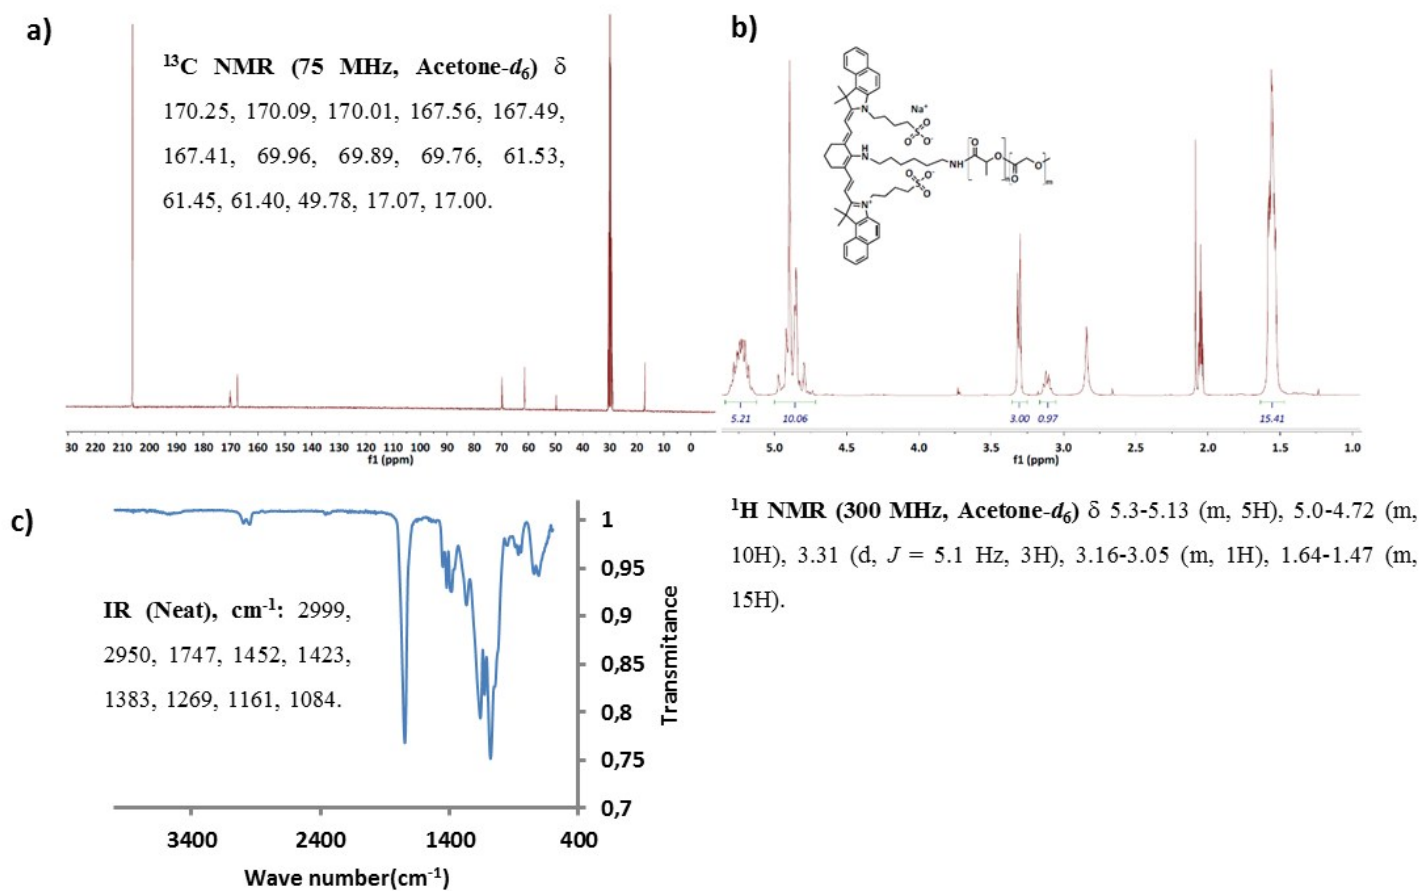 a)
¹³C NMR (75 MHz, Acetone-d₆) δ
170.25, 170.09, 170.01, 167.56, 167.49,
167.41, 69.96, 69.89, 69.76, 61.53,
61.45, 61.40, 49.78, 17.07, 17.00.
30 220 210 200 190 180 170 160 150 140 130 120 110 100 90 80 70 60 50 40 30 20 10 0
f1 (ppm)
b)
Na⁺
N
O
S O
O⁻
H
N
NH
O
O
O
O
m
m
O⁻
S O
O
N⁺
5.21 10.06 3.00 0.97 15.41
5.0 4.5 4.0 3.5 3.0 2.5 2.0 1.5 1.0
f1 (ppm)
¹H NMR (300 MHz, Acetone-d₆) δ 5.3-5.13 (m, 5H), 5.0-4.72 (m,
10H), 3.31 (d, J = 5.1 Hz, 3H), 3.16-3.05 (m, 1H), 1.64-1.47 (m,
15H).
c)
IR (Neat), cm⁻¹: 2999,
2950, 1747, 1452, 1423,
1383, 1269, 1161, 1084.
1
0,95
0,9
0,85
0,8
0,75
0,7
Transmitance
3400 2400 1400 400
Wave number(cm⁻¹)